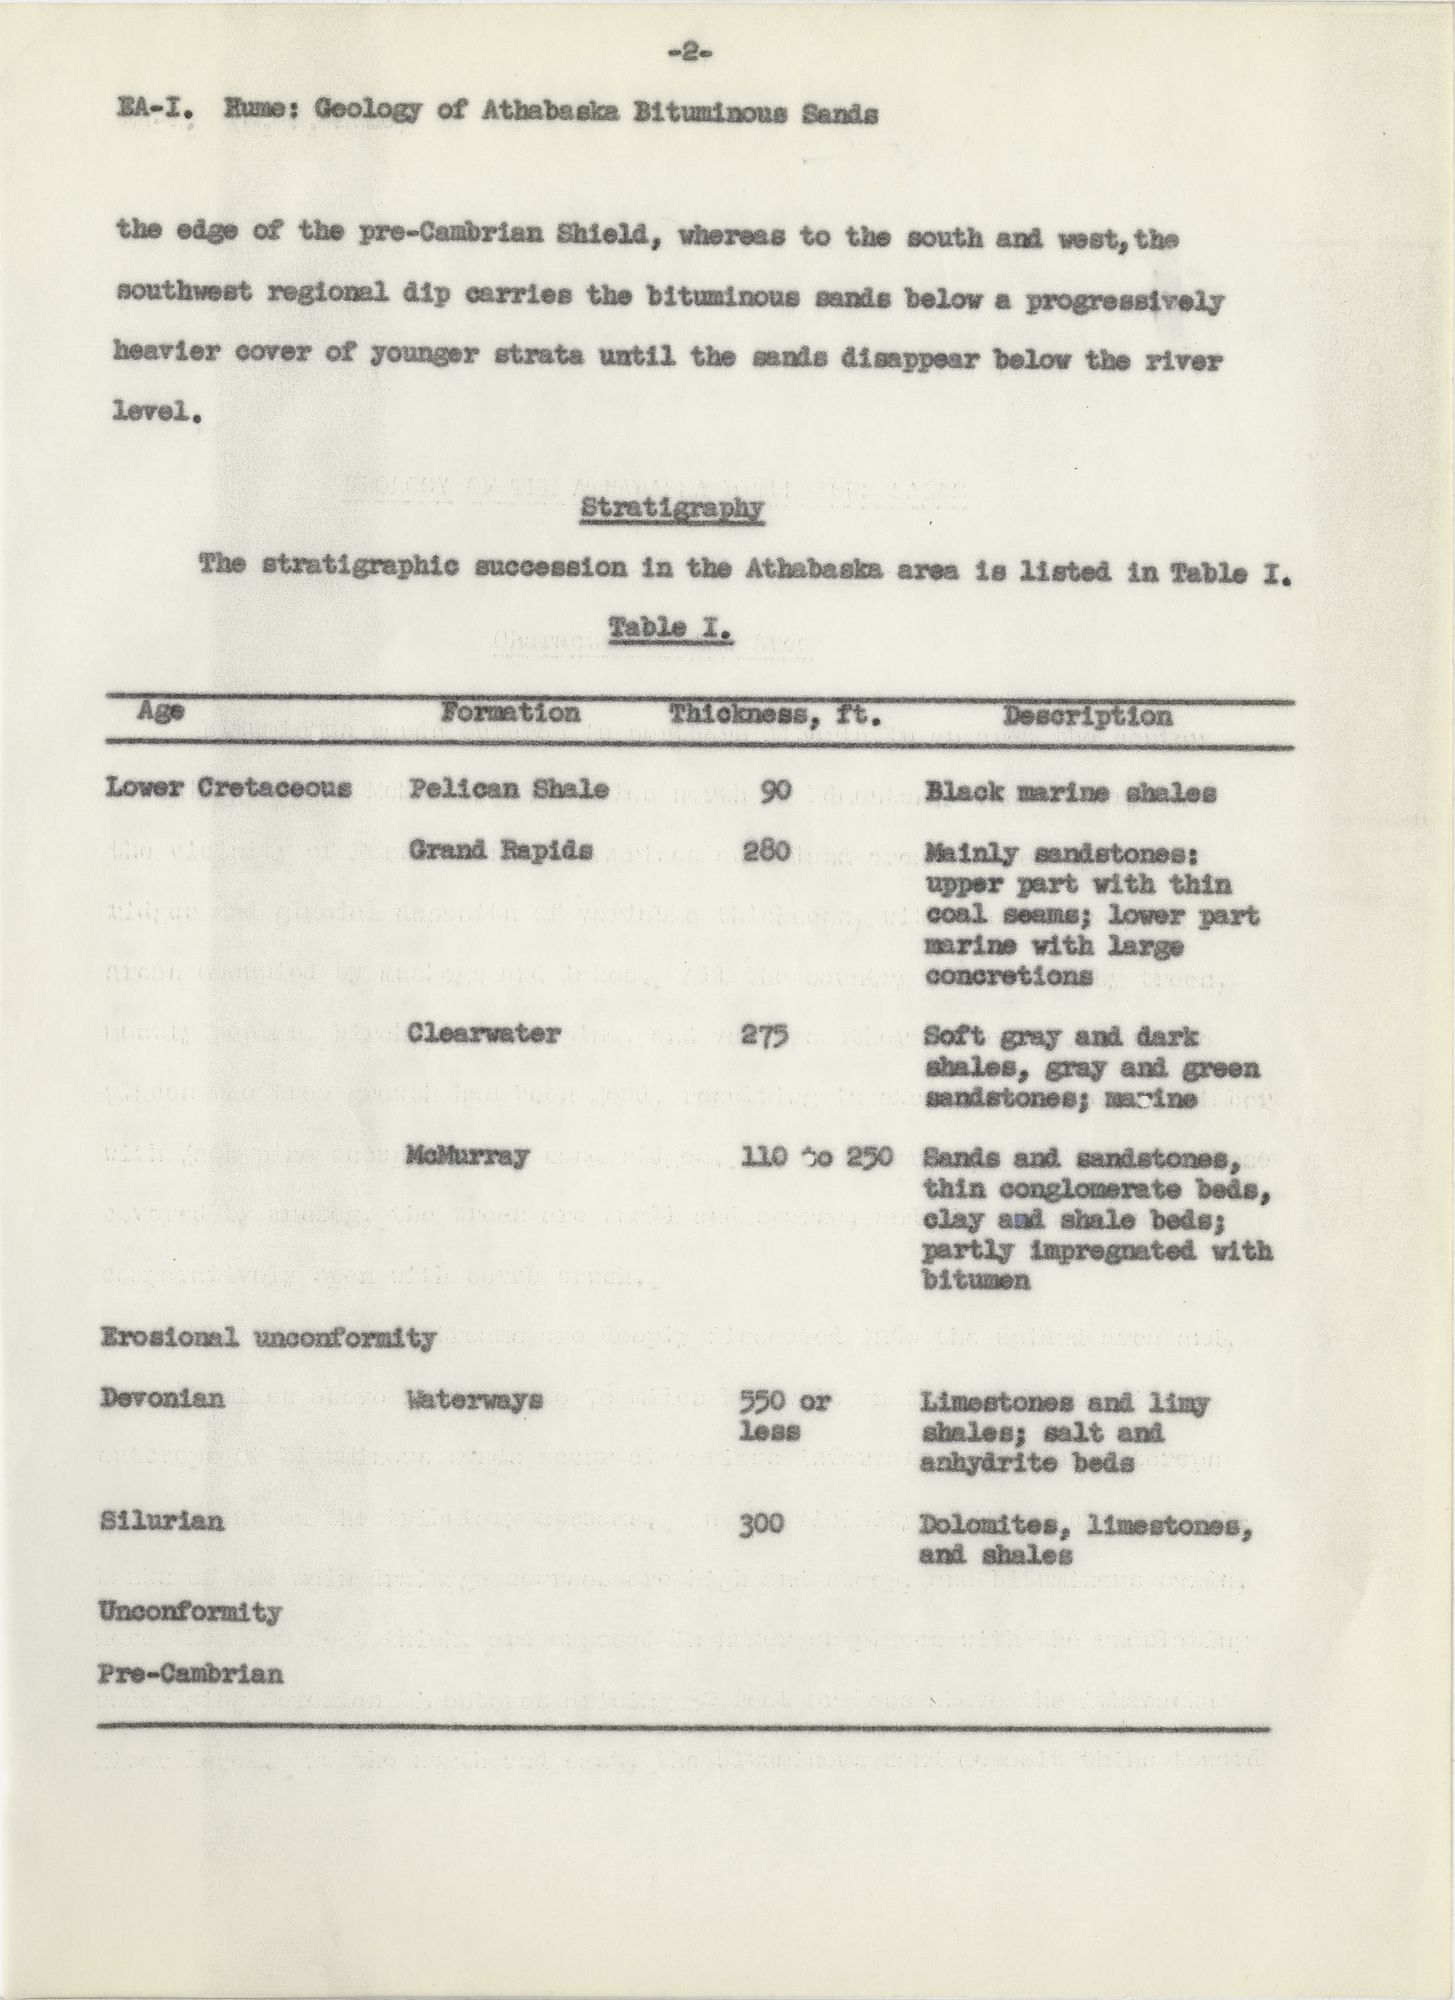 -2-
EA-I. Hume: Geology of Athabaska Bituminous Sands
the edge of the pre-Cambrian Shield, whereas to the south and west, the
southwest regional dip carries the bituminous sands below a progressively
heavier cover of younger strata until the sands disappear below the river
level.
Stratigraphy
The stratigraphic succession in the Athabaska area is listed in Table I.
Table I.
Age Formation Thickness, ft. Description
Lower Cretaceous Pelican Shale 90 Black marine shales
Grand Rapids 280 Mainly sandstones:
upper part with thin
coal seams; lower part
marine with large
concretions
Clearwater 275 Soft gray and dark
shales, gray and green
sandstones; marine
McMurray 110 to 250 Sands and sandstones,
thin conglomerate beds,
clay and shale beds;
partly impregnated with
bitumen
Erosional unconformity
Devonian Waterways 550 or Limestones and limy
less shales; salt and
anhydrite beds
Silurian 300 Dolomites, limestones,
and shales
Unconformity
Pre-Cambrian